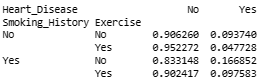 Heart_Disease No Yes
Smoking_History Exercise
No No 0.906260 0.093740
Yes 0.952272 0.047728
Yes No 0.833148 0.166852
Yes 0.902417 0.097583